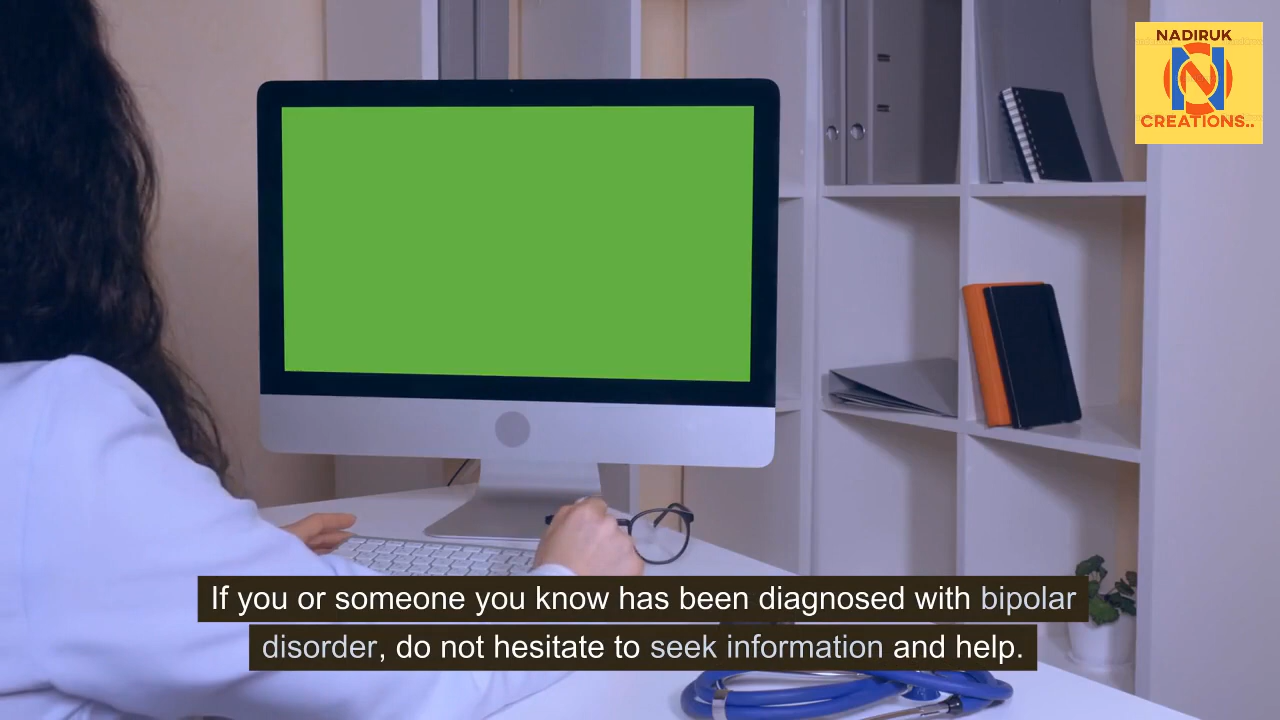 NADIRUK
N
CREATIONS..
If you or someone you know has been diagnosed with bipolar
disorder, do not hesitate to seek information and help.